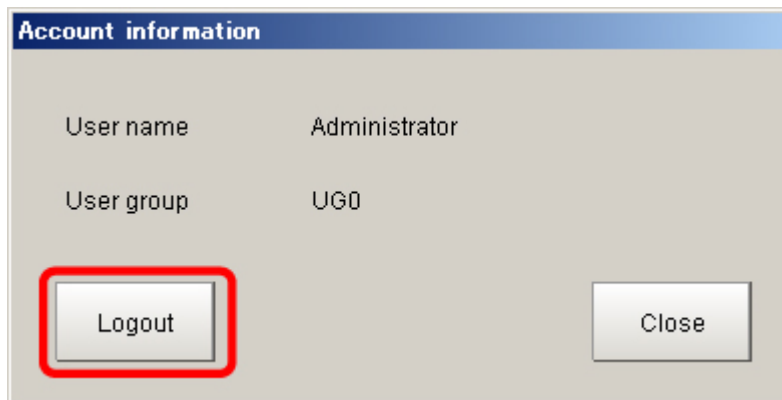 Account information
User name Administrator
User group UG0
Logout Close